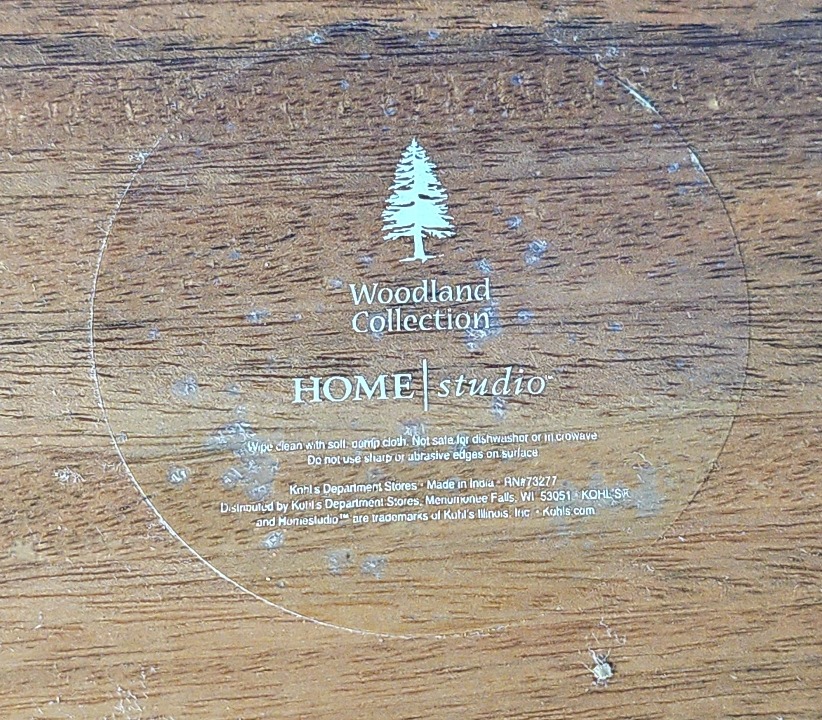 Woodland
Collection
HOME | studio™
Wipe clean with soft, damp cloth. Not safe for dishwasher or microwave
Do not use sharp or abrasive edges on surface
Kohl's Department Stores • Made in India • RN#73277
Distributed by Kohl's Department Stores, Menomonee Falls, WI 53051 • KOHL'S®
and Homestudio™ are trademarks of Kohl's Illinois, Inc. • Kohls.com